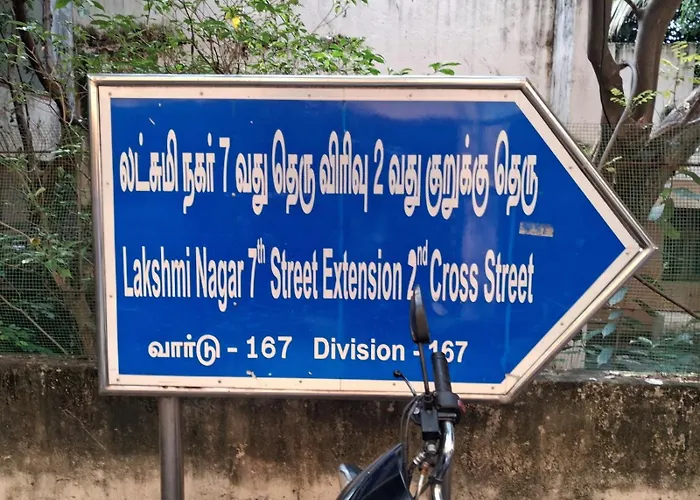 லட்சுமி நகர் 7 வது தெரு விரிவு 2 வது குறுக்கு தெரு
Lakshmi Nagar 7th Street Extension 2nd Cross Street
வார்டு - 167 Division - 167